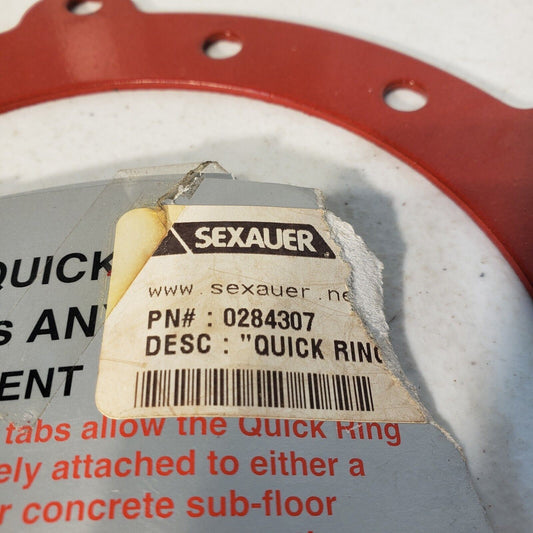 SEXAUER
www.sexauer.ne
PN# : 0284307
DESC : "QUICK RING
QUICK
s ANY
ENT
tabs allow the Quick Ring
ely attached to either a
r concrete sub-floor